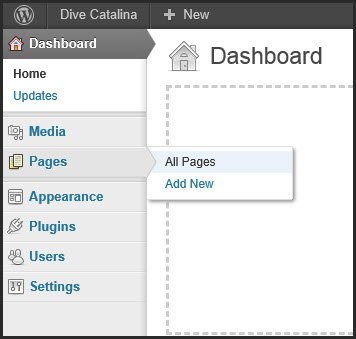 Dive Catalina + New
Dashboard
Home
Updates
Media
Pages
Appearance
Plugins
Users
Settings
All Pages
Add New
Dashboard